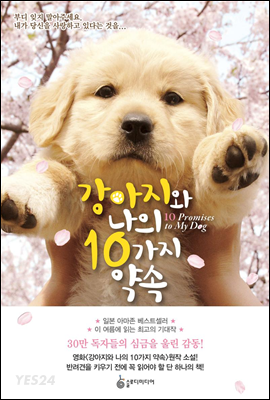 부디 잊지 말아주세요.
내가 당신을 사랑하고 있다는 것을...
강아지와
나의
10 Promises
to My Dog
10가지
약속
★ 일본 아마존 베스트셀러
★ 이 여름에 읽는 최고의 기대작
30만 독자들의 심금을 울린 감동!
영화〈강아지와 나의 10가지 약속〉원작 소설!
반려견을 키우기 전에 꼭 읽어야 할 단 하나의 책!
YES24